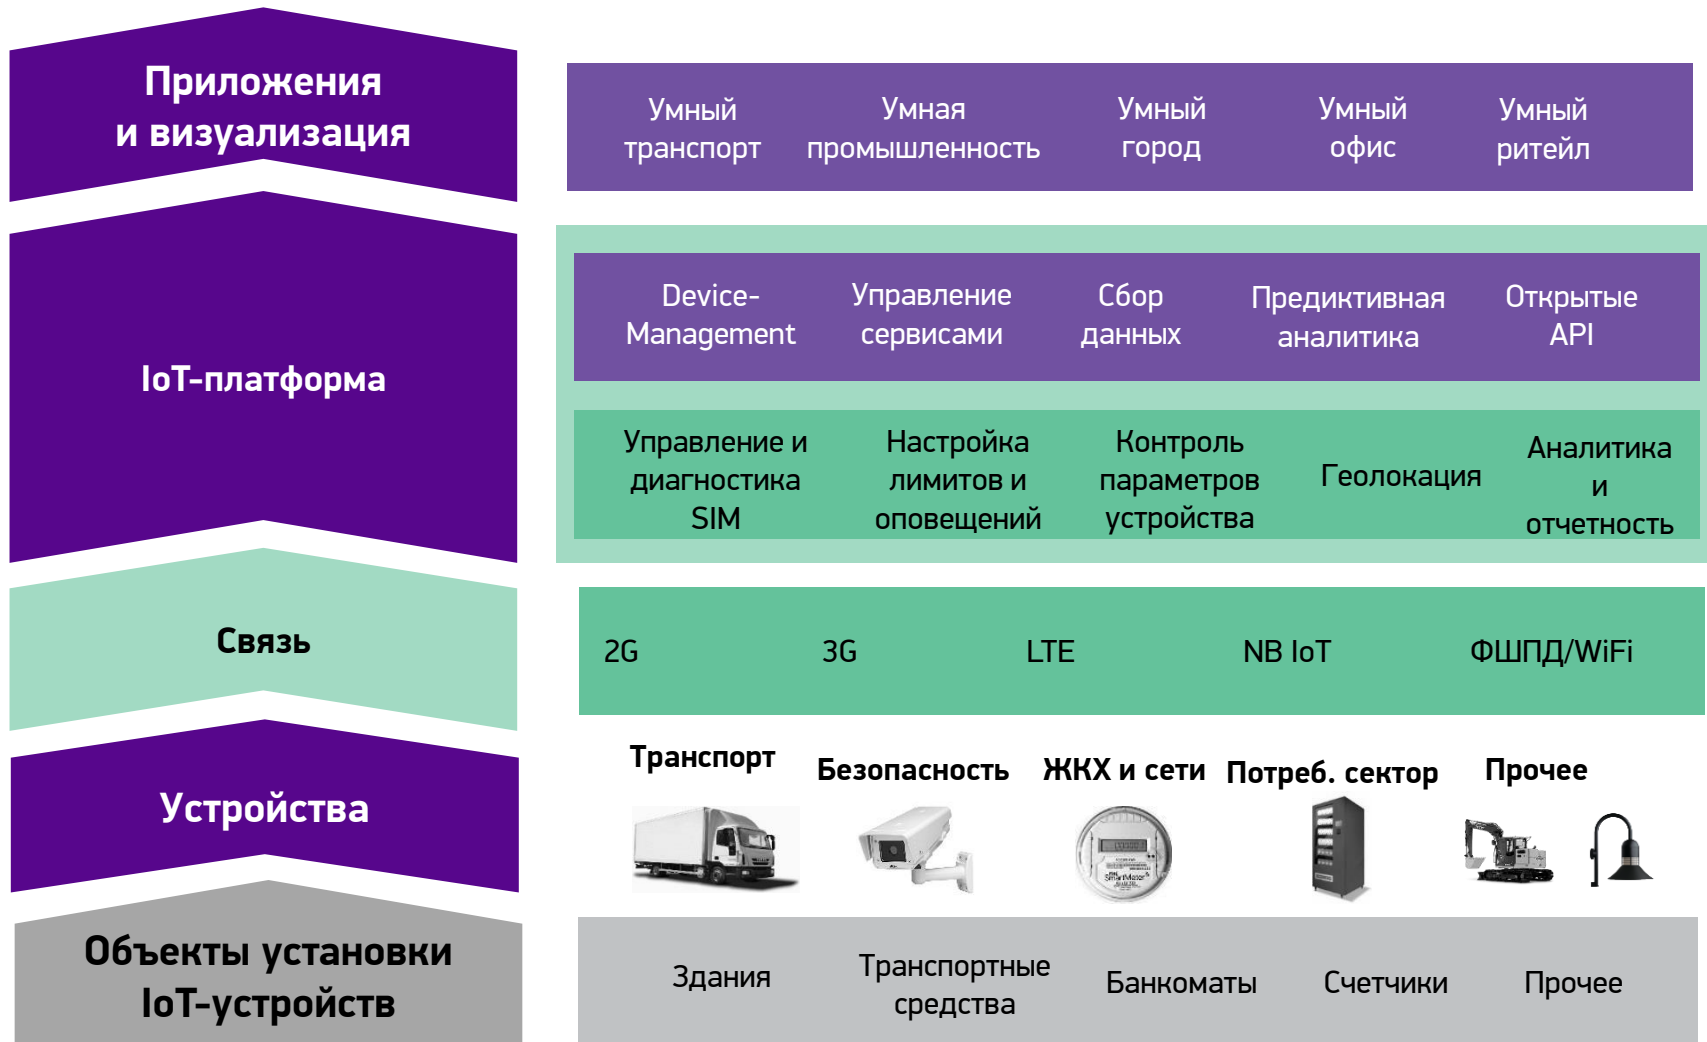 Приложения
и визуализация
Умный
транспорт
Умная
промышленность
Умный
город
Умный
офис
Умный
ритейл
IoT-платформа
Device-
Management
Управление
сервисами
Сбор
данных
Предиктивная
аналитика
Открытые
API
Управление и
диагностика
SIM
Настройка
лимитов и
оповещений
Контроль
параметров
устройства
Геолокация
Аналитика
и
отчетность
Связь
2G
3G
LTE
NB IoT
ФШПД/WiFi
Устройства
Транспорт
Безопасность
ЖКХ и сети
Потреб. сектор
Прочее
SmartMeter
Объекты установки
IoT-устройств
Здания
Транспортные
средства
Банкоматы
Счетчики
Прочее